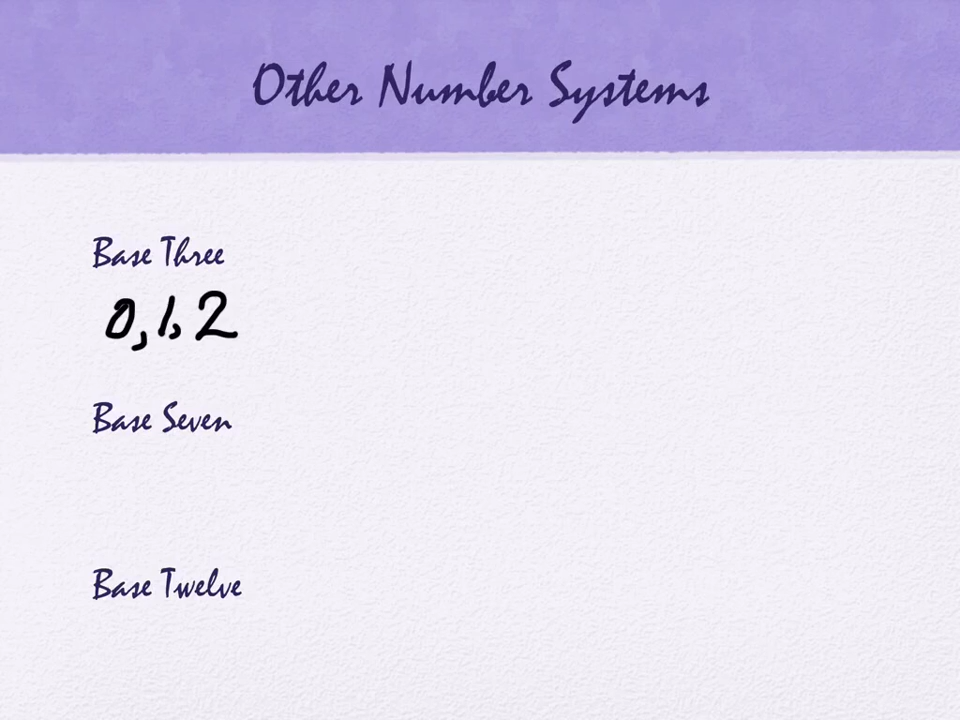 Other Number Systems
Base Three
0, 1, 2
Base Seven
Base Twelve